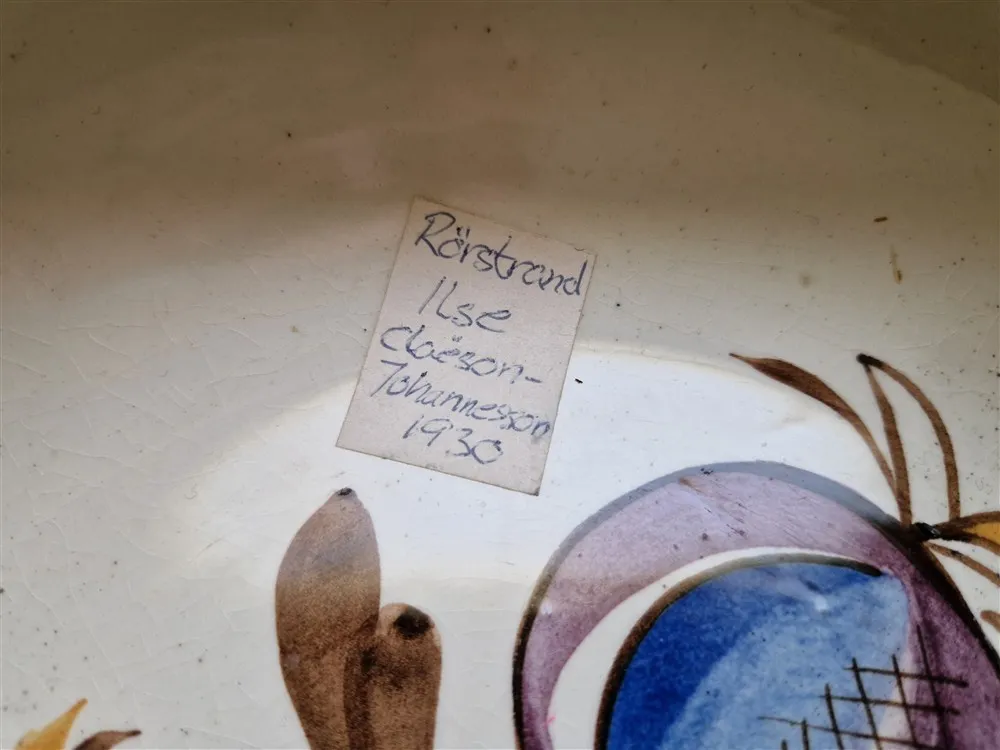 Rörstrand
Ilse
Claëson-
Johannesson
1930